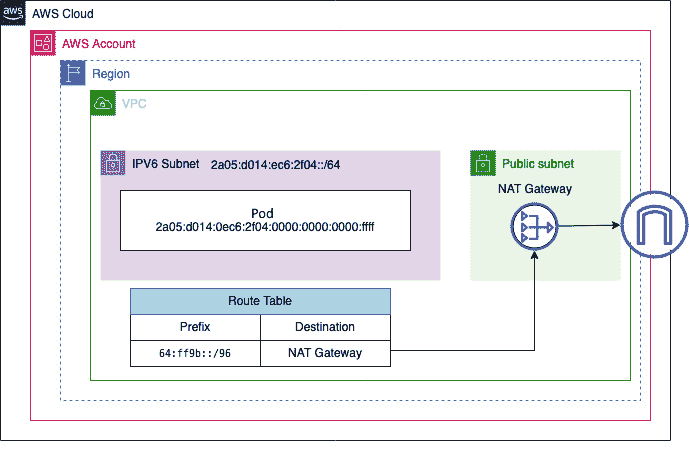 aws
AWS Cloud
AWS Account
Region
VPC
IPV6 Subnet 2a05:d014:ec6:2f04::/64
Pod
2a05:d014:0ec6:2f04:0000:0000:0000:ffff
Public subnet
NAT Gateway
Route Table
Prefix Destination
64:ff9b::/96 NAT Gateway